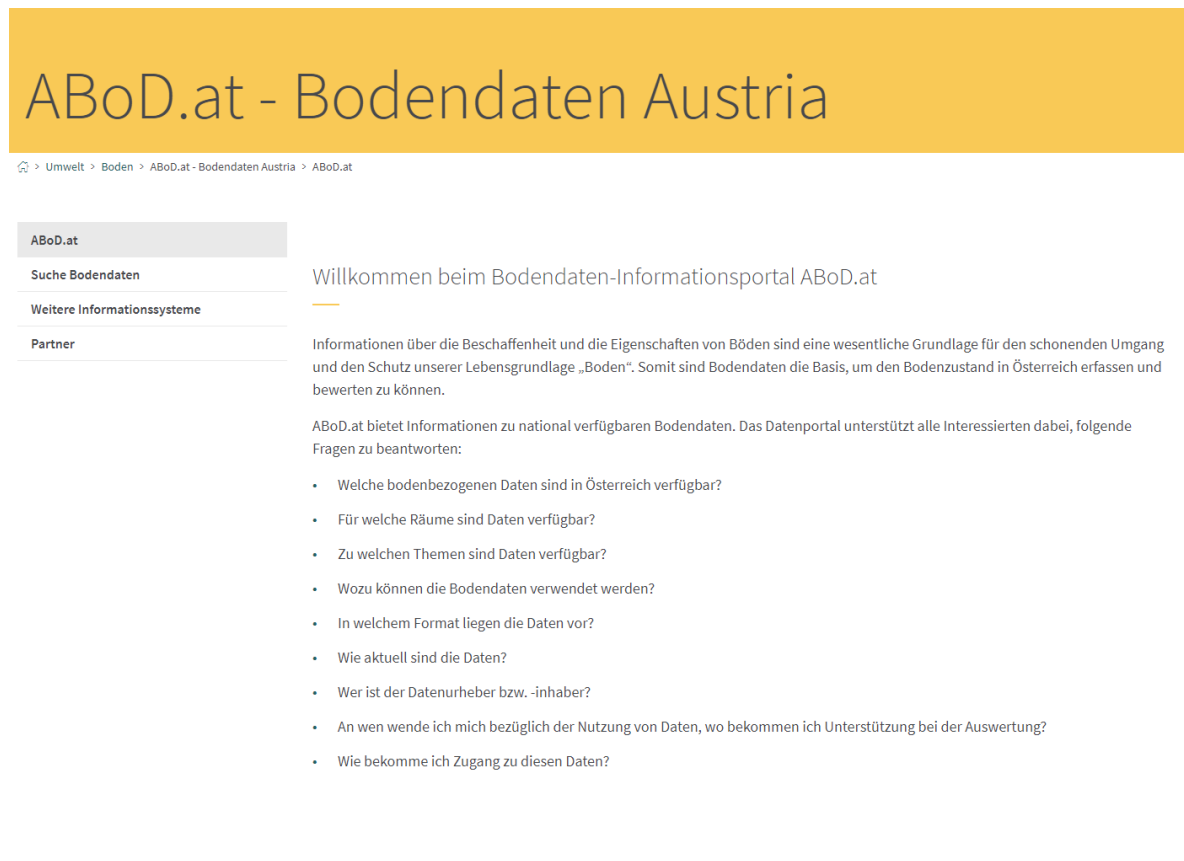 ABoD.at - Bodendaten Austria
> Umwelt > Boden > ABoD.at - Bodendaten Austria > ABoD.at
ABoD.at
Suche Bodendaten
Weitere Informationssysteme
Partner
Willkommen beim Bodendaten-Informationsportal ABoD.at
Informationen über die Beschaffenheit und die Eigenschaften von Böden sind eine wesentliche Grundlage für den schonenden Umgang
und den Schutz unserer Lebensgrundlage „Boden“. Somit sind Bodendaten die Basis, um den Bodenzustand in Österreich erfassen und
bewerten zu können.
ABoD.at bietet Informationen zu national verfügbaren Bodendaten. Das Datenportal unterstützt alle Interessierten dabei, folgende
Fragen zu beantworten:
• Welche bodenbezogenen Daten sind in Österreich verfügbar?
• Für welche Räume sind Daten verfügbar?
• Zu welchen Themen sind Daten verfügbar?
• Wozu können die Bodendaten verwendet werden?
• In welchem Format liegen die Daten vor?
• Wie aktuell sind die Daten?
• Wer ist der Datenurheber bzw. -inhaber?
• An wen wende ich mich bezüglich der Nutzung von Daten, wo bekommen ich Unterstützung bei der Auswertung?
• Wie bekomme ich Zugang zu diesen Daten?